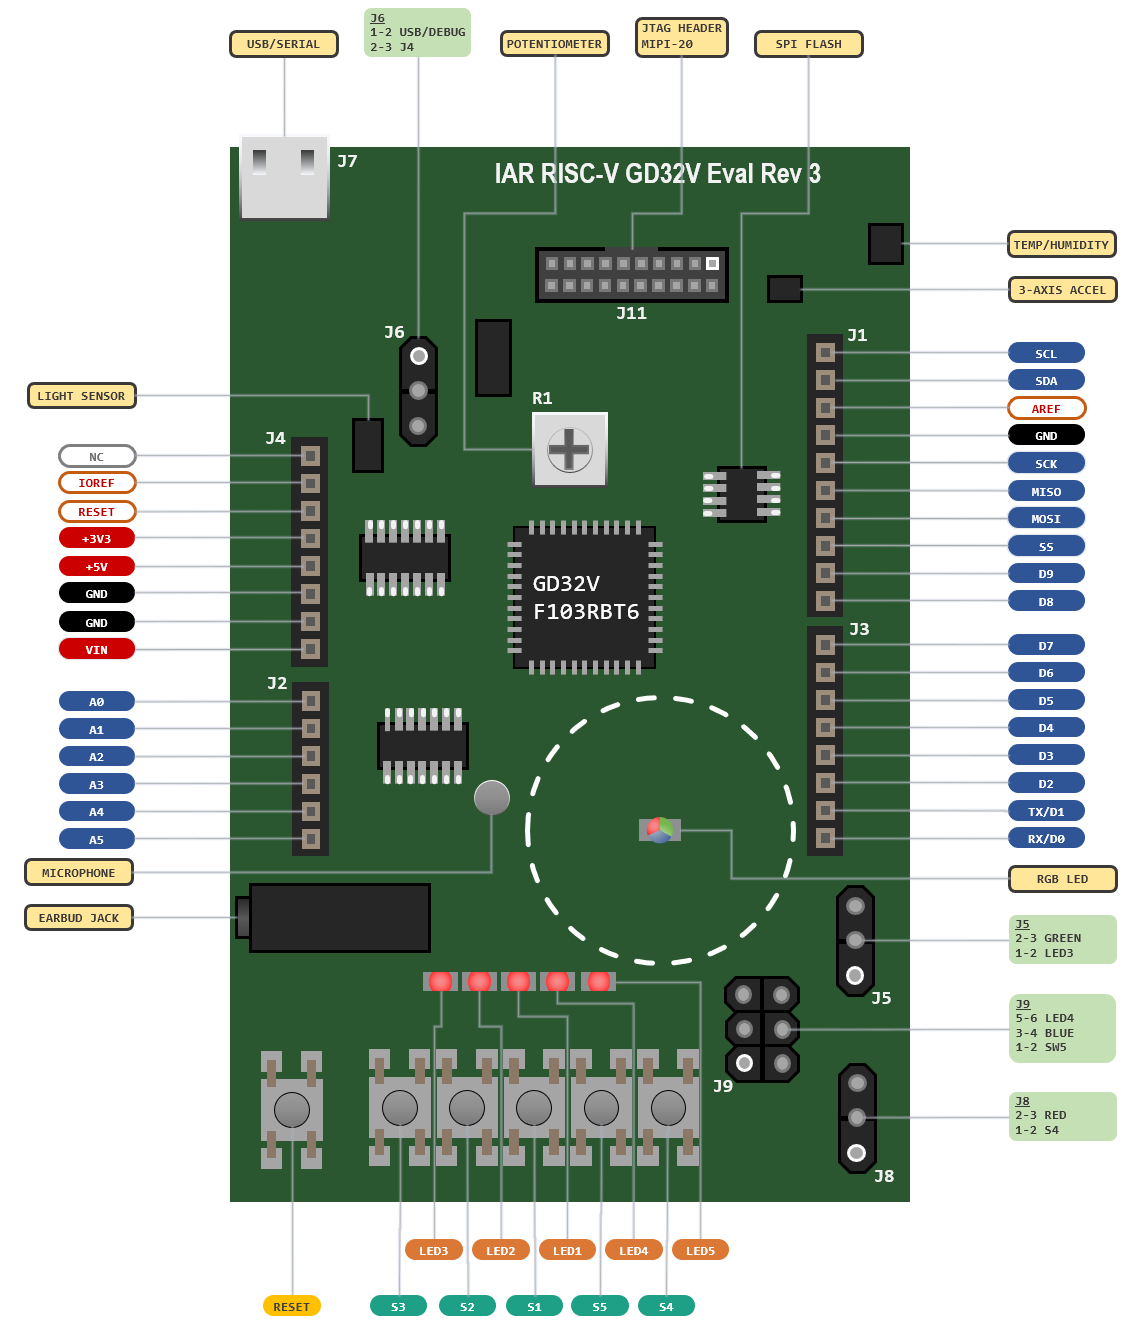 J6
1-2 USB/DEBUG
2-3 J4
USB/SERIAL
POTENTIOMETER
JTAG HEADER
MIPI-20
SPI FLASH
J7
IAR RISC-V GD32V Eval Rev 3
TEMP/HUMIDITY
3-AXIS ACCEL
J11
J6
J1
SCL
SDA
AREF
GND
SCK
MISO
MOSI
SS
D9
D8
LIGHT SENSOR
R1
J4
NC
IOREF
RESET
+3V3
+5V
GND
GND
VIN
GD32V
F103RBT6
J3
D7
D6
D5
D4
D3
D2
TX/D1
RX/D0
J2
A0
A1
A2
A3
A4
A5
MICROPHONE
EARBUD JACK
RGB LED
J5
2-3 GREEN
1-2 LED3
J5
J9
5-6 LED4
3-4 BLUE
1-2 SW5
J9
J8
2-3 RED
1-2 S4
J8
LED3
LED2
LED1
LED4
LED5
RESET
S3
S2
S1
S5
S4